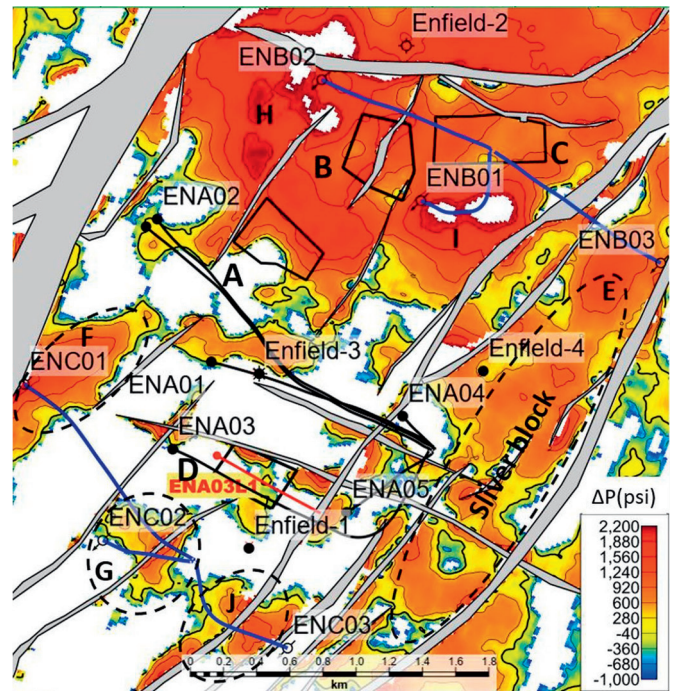 Enfield-2
ENB02
H
B
C
ENB01
ENA02
I
ENB03
A
E
F
ENC01
Enfield-3
Enfield-4
ENA01
ENA04
ENA03
D
ENA03L1
ENA05
Sliver block
ENC02
Enfield-1
G
J
ENC03
ΔP(psi)
2,200
1,880
1,560
1,240
920
600
280
-40
-360
-680
-1,000
0.0 0.2 0.4 0.6 0.8 1.0 1.2 1.4 1.6 1.8
km